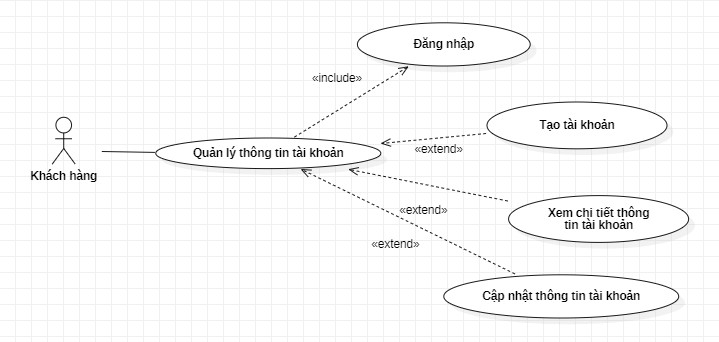 Đăng nhập
«include»
Tạo tài khoản
«extend»
Quản lý thông tin tài khoản
Khách hàng
«extend»
Xem chi tiết thông
tin tài khoản
«extend»
Cập nhật thông tin tài khoản